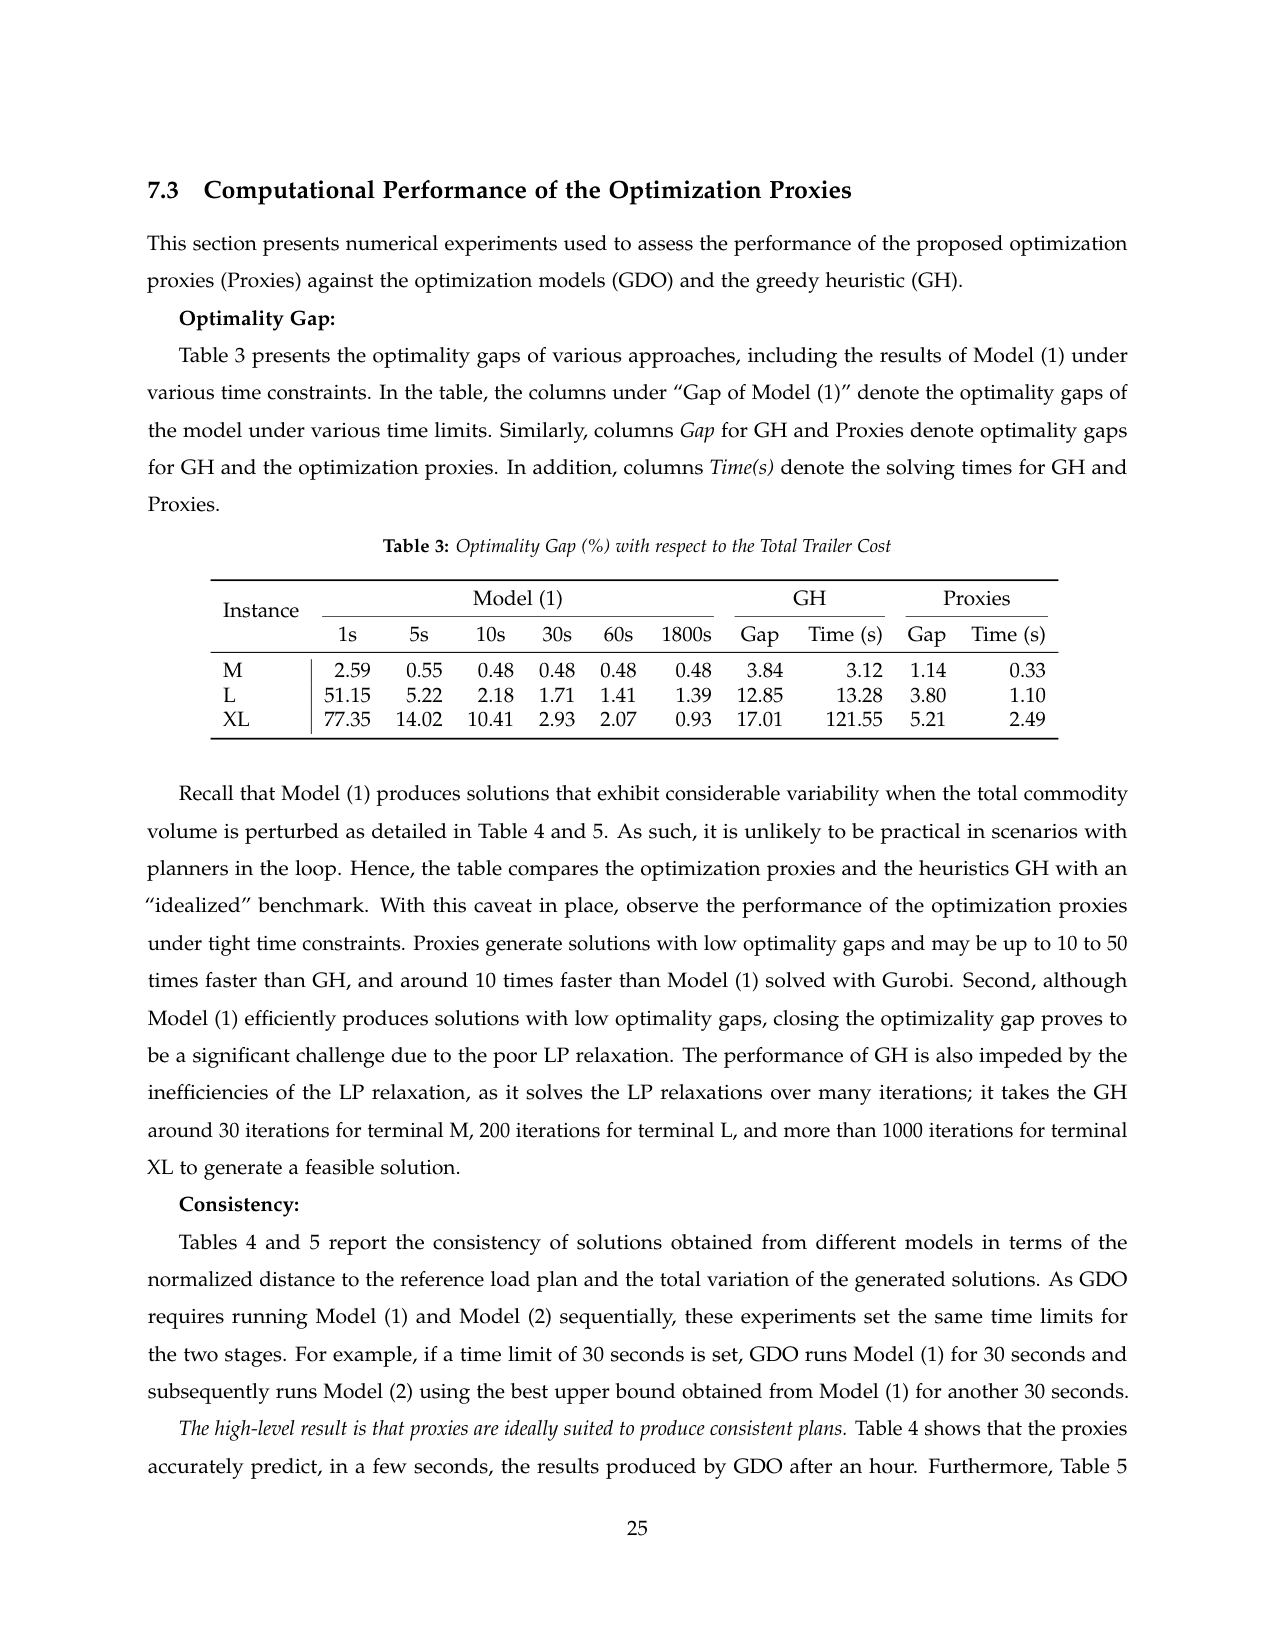 7.3 Computational Performance of the Optimization Proxies
This section presents numerical experiments used to assess the performance of the proposed optimization
proxies (Proxies) against the optimization models (GDO) and the greedy heuristic (GH).
Optimality Gap:
Table 3 presents the optimality gaps of various approaches, including the results of Model (1) under
various time constraints. In the table, the columns under “Gap of Model (1)” denote the optimality gaps of
the model under various time limits. Similarly, columns Gap for GH and Proxies denote optimality gaps
for GH and the optimization proxies. In addition, columns Time(s) denote the solving times for GH and
Proxies.
Table 3: Optimality Gap (%) with respect to the Total Trailer Cost
Instance Model (1) GH Proxies
1s 5s 10s 30s 60s 1800s Gap Time (s) Gap Time (s)
M 2.59 0.55 0.48 0.48 0.48 0.48 3.84 3.12 1.14 0.33
L 51.15 5.22 2.18 1.71 1.41 1.39 12.85 13.28 3.80 1.10
XL 77.35 14.02 10.41 2.93 2.07 0.93 17.01 121.55 5.21 2.49
Recall that Model (1) produces solutions that exhibit considerable variability when the total commodity
volume is perturbed as detailed in Table 4 and 5. As such, it is unlikely to be practical in scenarios with
planners in the loop. Hence, the table compares the optimization proxies and the heuristics GH with an
“idealized” benchmark. With this caveat in place, observe the performance of the optimization proxies
under tight time constraints. Proxies generate solutions with low optimality gaps and may be up to 10 to 50
times faster than GH, and around 10 times faster than Model (1) solved with Gurobi. Second, although
Model (1) efficiently produces solutions with low optimality gaps, closing the optimizality gap proves to
be a significant challenge due to the poor LP relaxation. The performance of GH is also impeded by the
inefficiencies of the LP relaxation, as it solves the LP relaxations over many iterations; it takes the GH
around 30 iterations for terminal M, 200 iterations for terminal L, and more than 1000 iterations for terminal
XL to generate a feasible solution.
Consistency:
Tables 4 and 5 report the consistency of solutions obtained from different models in terms of the
normalized distance to the reference load plan and the total variation of the generated solutions. As GDO
requires running Model (1) and Model (2) sequentially, these experiments set the same time limits for
the two stages. For example, if a time limit of 30 seconds is set, GDO runs Model (1) for 30 seconds and
subsequently runs Model (2) using the best upper bound obtained from Model (1) for another 30 seconds.
The high-level result is that proxies are ideally suited to produce consistent plans. Table 4 shows that the proxies
accurately predict, in a few seconds, the results produced by GDO after an hour. Furthermore, Table 5
25